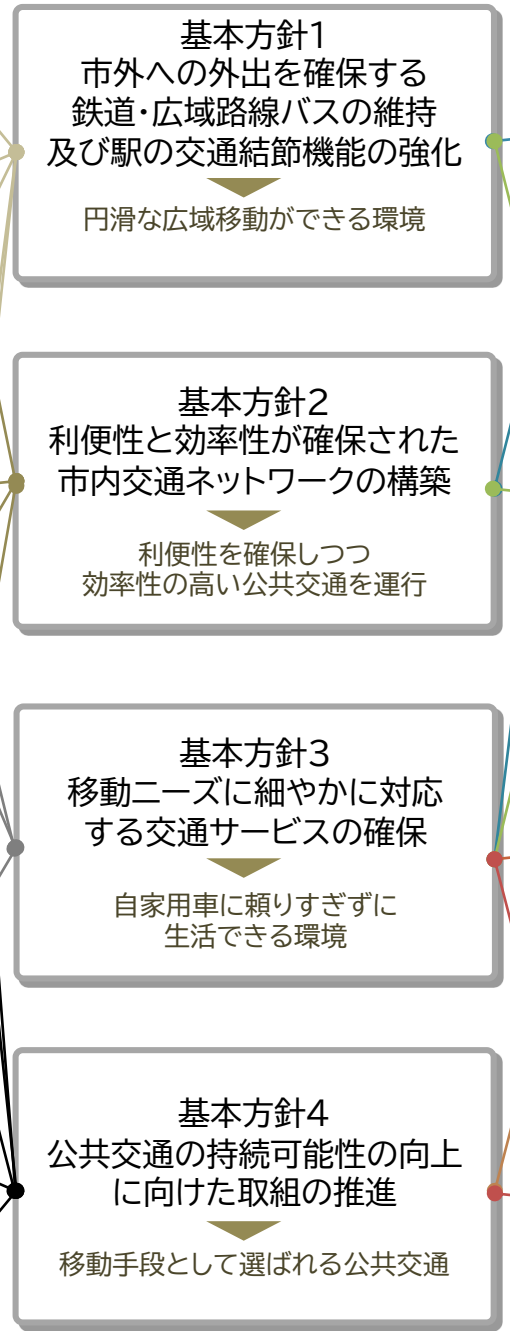 基本方針1
市外への外出を確保する
鉄道・広域路線バスの維持
及び駅の交通結節機能の強化
円滑な広域移動ができる環境
基本方針2
利便性と効率性が確保された
市内交通ネットワークの構築
利便性を確保しつつ
効率性の高い公共交通を運行
基本方針3
移動ニーズに細やかに対応
する交通サービスの確保
自家用車に頼りすぎずに
生活できる環境
基本方針4
公共交通の持続可能性の向上
に向けた取組の推進
移動手段として選ばれる公共交通